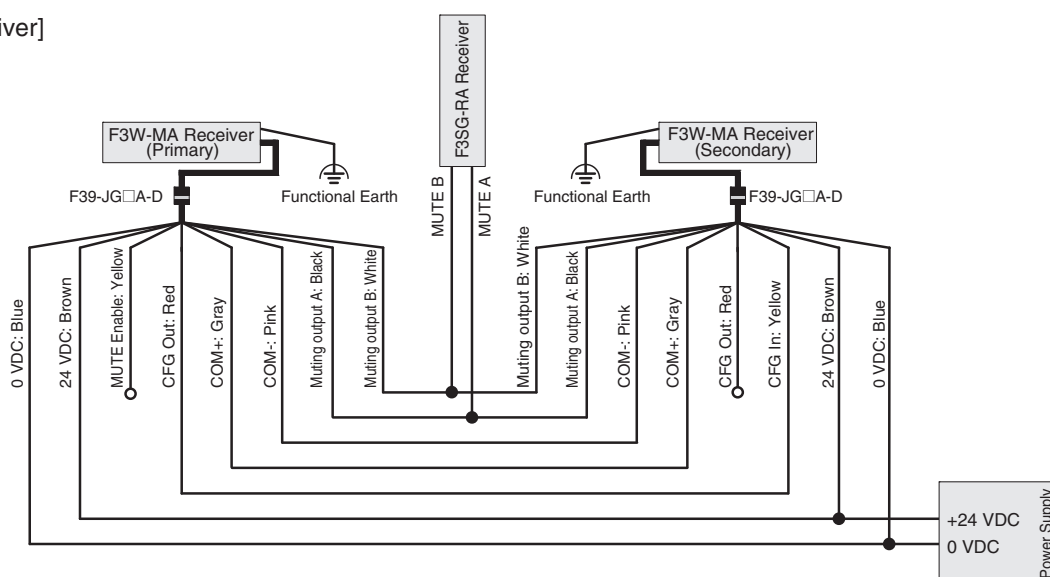 iver]
F3SG-RA Receiver
F3W-MA Receiver
(Primary)
F3W-MA Receiver
(Secondary)
F39-JG□A-D
Functional Earth
MUTE B
MUTE A
Functional Earth
F39-JG□A-D
0 VDC: Blue
24 VDC: Brown
MUTE Enable: Yellow
CFG Out: Red
COM+: Gray
COM-: Pink
Muting output A: Black
Muting output B: White
Muting output B: White
Muting output A: Black
COM-: Pink
COM+: Gray
CFG Out: Red
CFG In: Yellow
24 VDC: Brown
0 VDC: Blue
+24 VDC
0 VDC
Power Supply